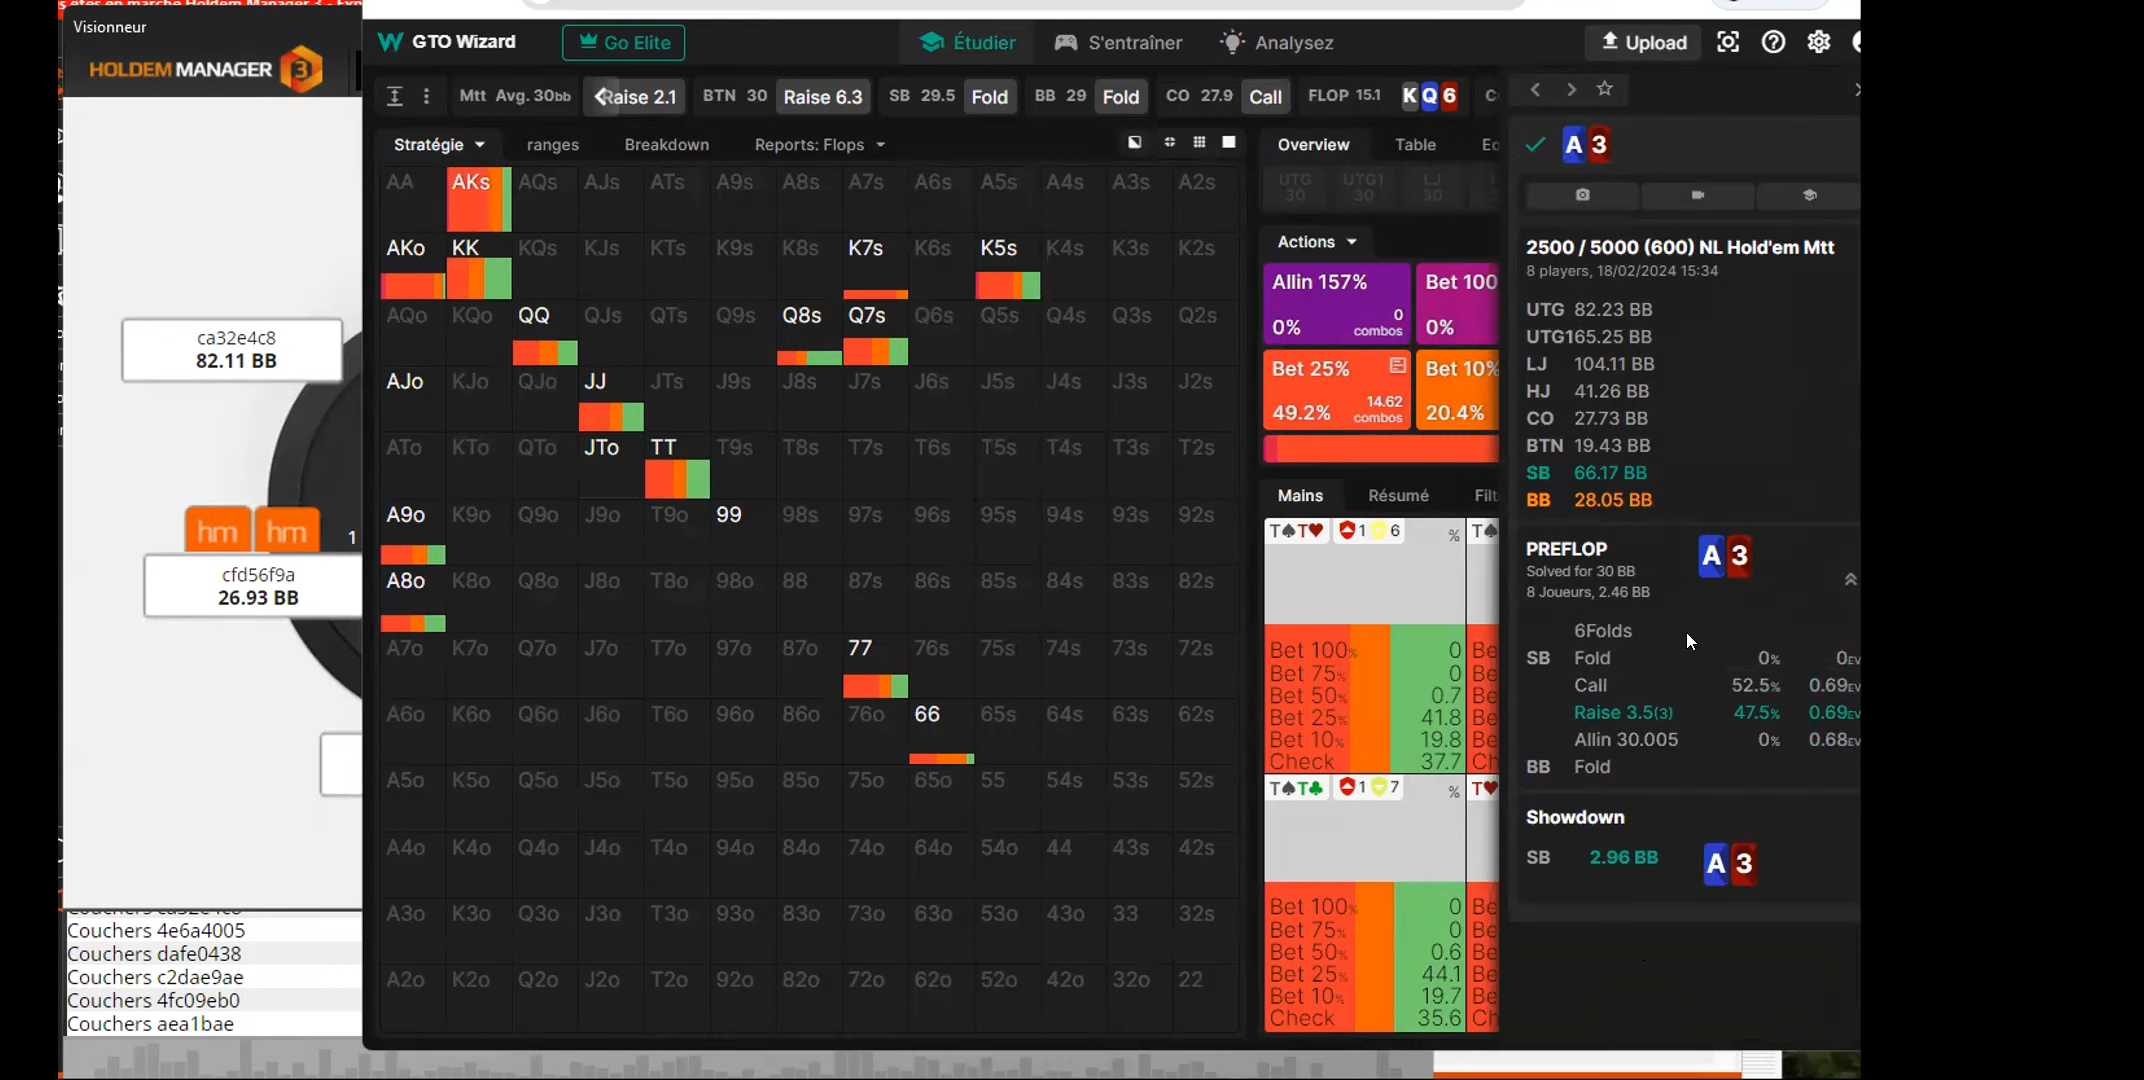 Visionneur
HOLDEM MANAGER 3
ca32e4c8
82.11 BB
hm hm 1
cfd56f9a
26.93 BB
Couchers 4e6a4005
Couchers dafe0438
Couchers c2dae9ae
Couchers 4fc09eb0
Couchers aea1bae
GTO Wizard
Go Elite
Étudier
S'entraîner
Analysez
Upload
Mtt Avg. 30bb
Raise 2.1
BTN 30 Raise 6.3
SB 29.5 Fold
BB 29 Fold
CO 27.9 Call
FLOP 15.1 K Q 6
Stratégie
ranges
Breakdown
Reports: Flops
AA AKs AQs AJs ATs A9s A8s A7s A6s A5s A4s A3s A2s
AKo KK KQs KJs KTs K9s K8s K7s K6s K5s K4s K3s K2s
AQo KQo QQ QJs QTs Q9s Q8s Q7s Q6s Q5s Q4s Q3s Q2s
AJo KJo QJo JJ JTs J9s J8s J7s J6s J5s J4s J3s J2s
ATo KTo QTo JTo TT T9s T8s T7s T6s T5s T4s T3s T2s
A9o K9o Q9o J9o T9o 99 98s 97s 96s 95s 94s 93s 92s
A8o K8o Q8o J8o T8o 98o 88 87s 86s 85s 84s 83s 82s
A7o K7o Q7o J7o T7o 97o 87o 77 76s 75s 74s 73s 72s
A6o K6o Q6o J6o T6o 96o 86o 76o 66 65s 64s 63s 62s
A5o K5o Q5o J5o T5o 95o 85o 75o 65o 55 54s 53s 52s
A4o K4o Q4o J4o T4o 94o 84o 74o 64o 54o 44 43s 42s
A3o K3o Q3o J3o T3o 93o 83o 73o 63o 53o 43o 33 32s
A2o K2o Q2o J2o T2o 92o 82o 72o 62o 52o 42o 32o 22
Overview Table
UTG UTG1 LJ
30 30 30
Actions
Allin 157% Bet 100
0% 0 combos 0%
Bet 25% Bet 10%
49.2% 14.62 combos 20.4%
Mains Résumé Filt
T♠T♥ 1 6 % T♠
Bet 100% 0 Be
Bet 75% 0 Be
Bet 50% 0.7 Be
Bet 25% 41.8 Be
Bet 10% 19.8 Be
Check 37.7 Ch
T♠T♣ 1 7 % T♥
Bet 100% 0 Be
Bet 75% 0 Be
Bet 50% 0.6 Be
Bet 25% 44.1 Be
Bet 10% 19.7 Be
Check 35.6 Ch
A 3
2500 / 5000 (600) NL Hold'em Mtt
8 players, 18/02/2024 15:34
UTG 82.23 BB
UTG1 65.25 BB
LJ 104.11 BB
HJ 41.26 BB
CO 27.73 BB
BTN 19.43 BB
SB 66.17 BB
BB 28.05 BB
PREFLOP A 3
Solved for 30 BB
8 Joueurs, 2.46 BB
6Folds
SB Fold 0% 0EV
Call 52.5% 0.69EV
Raise 3.5(3) 47.5% 0.69EV
Allin 30.005 0% 0.68EV
BB Fold
Showdown
SB 2.96 BB A 3